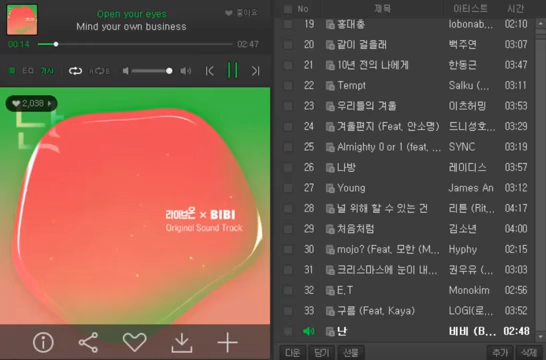 Open your eyes
♥ 좋아요
Mind your own business
00:14
02:47
EQ 가사
A⟲B
♥ 2,038
난
라이브온 × BIBI
Original Sound Track
No 제목 아티스트 시간
19 홍대출 lobonab... 02:10
20 같이 걸을래 백주연 03:07
21 10년 전의 나에게 한동근 03:47
22 Tempt Salku (... 03:11
23 우리들의 겨울 이츠허밍 03:53
24 겨울편지 (Feat. 안소명) 드니성호... 03:29
25 Almighty 0 or 1 (feat, ... SYNC 03:19
26 나방 레이디스 03:57
27 Young James An 03:12
28 널 위해 할 수 있는 건 리튼 (Rit,.. 04:17
29 처음처럼 김소년 04:00
30 mojo? (Feat, 모한 (M... Hyphy 02:15
31 크리스마스에 눈이 내... 권우유 (... 03:03
32 E.T Monokim 02:56
33 구름 (Feat, Kaya) LOGI(로... 03:52
난 비비 (B... 02:48
다운 담기 선물 추가 삭제